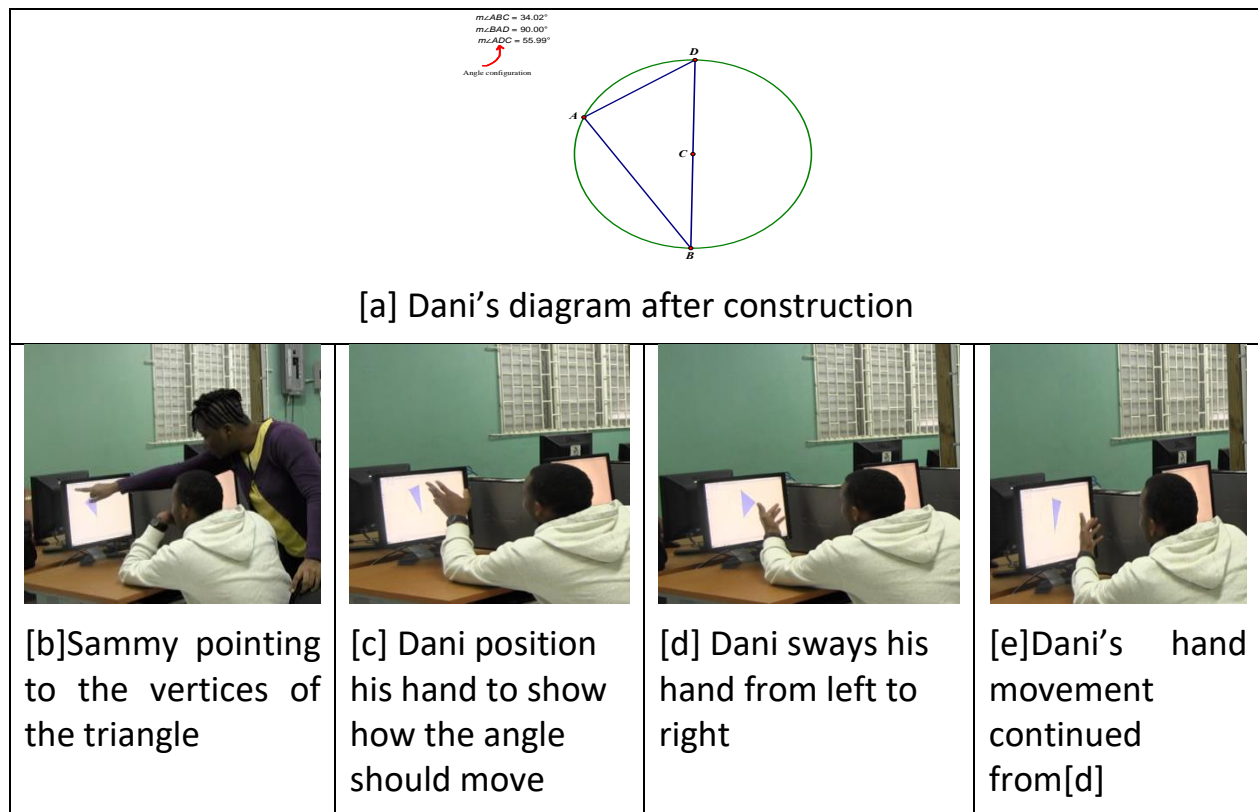 m∠ABC = 34.02°
m∠BAD = 90.00°
m∠ADC = 55.99°
Angle configuration
D
A
C
B
[a] Dani’s diagram after construction
[b]Sammy pointing
to the vertices of
the triangle
[c] Dani position
his hand to show
how the angle
should move
[d] Dani sways his
hand from left to
right
[e]Dani’s hand
movement
continued
from[d]